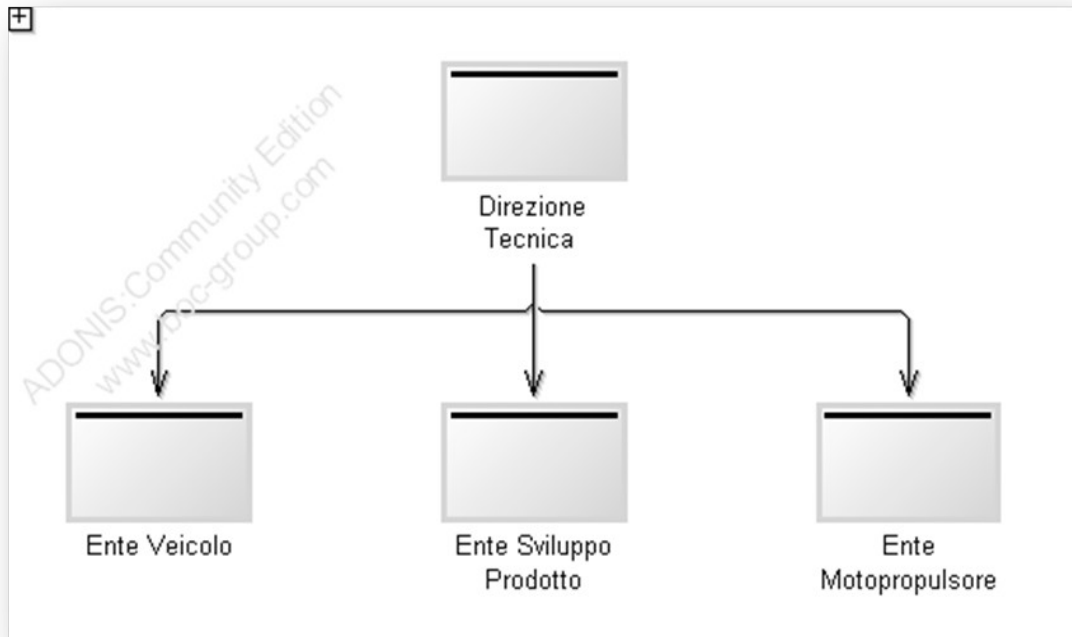 Direzione
Tecnica
ADONIS:Community Edition
www.boc-group.com
Ente Veicolo
Ente Sviluppo
Prodotto
Ente
Motopropulsore